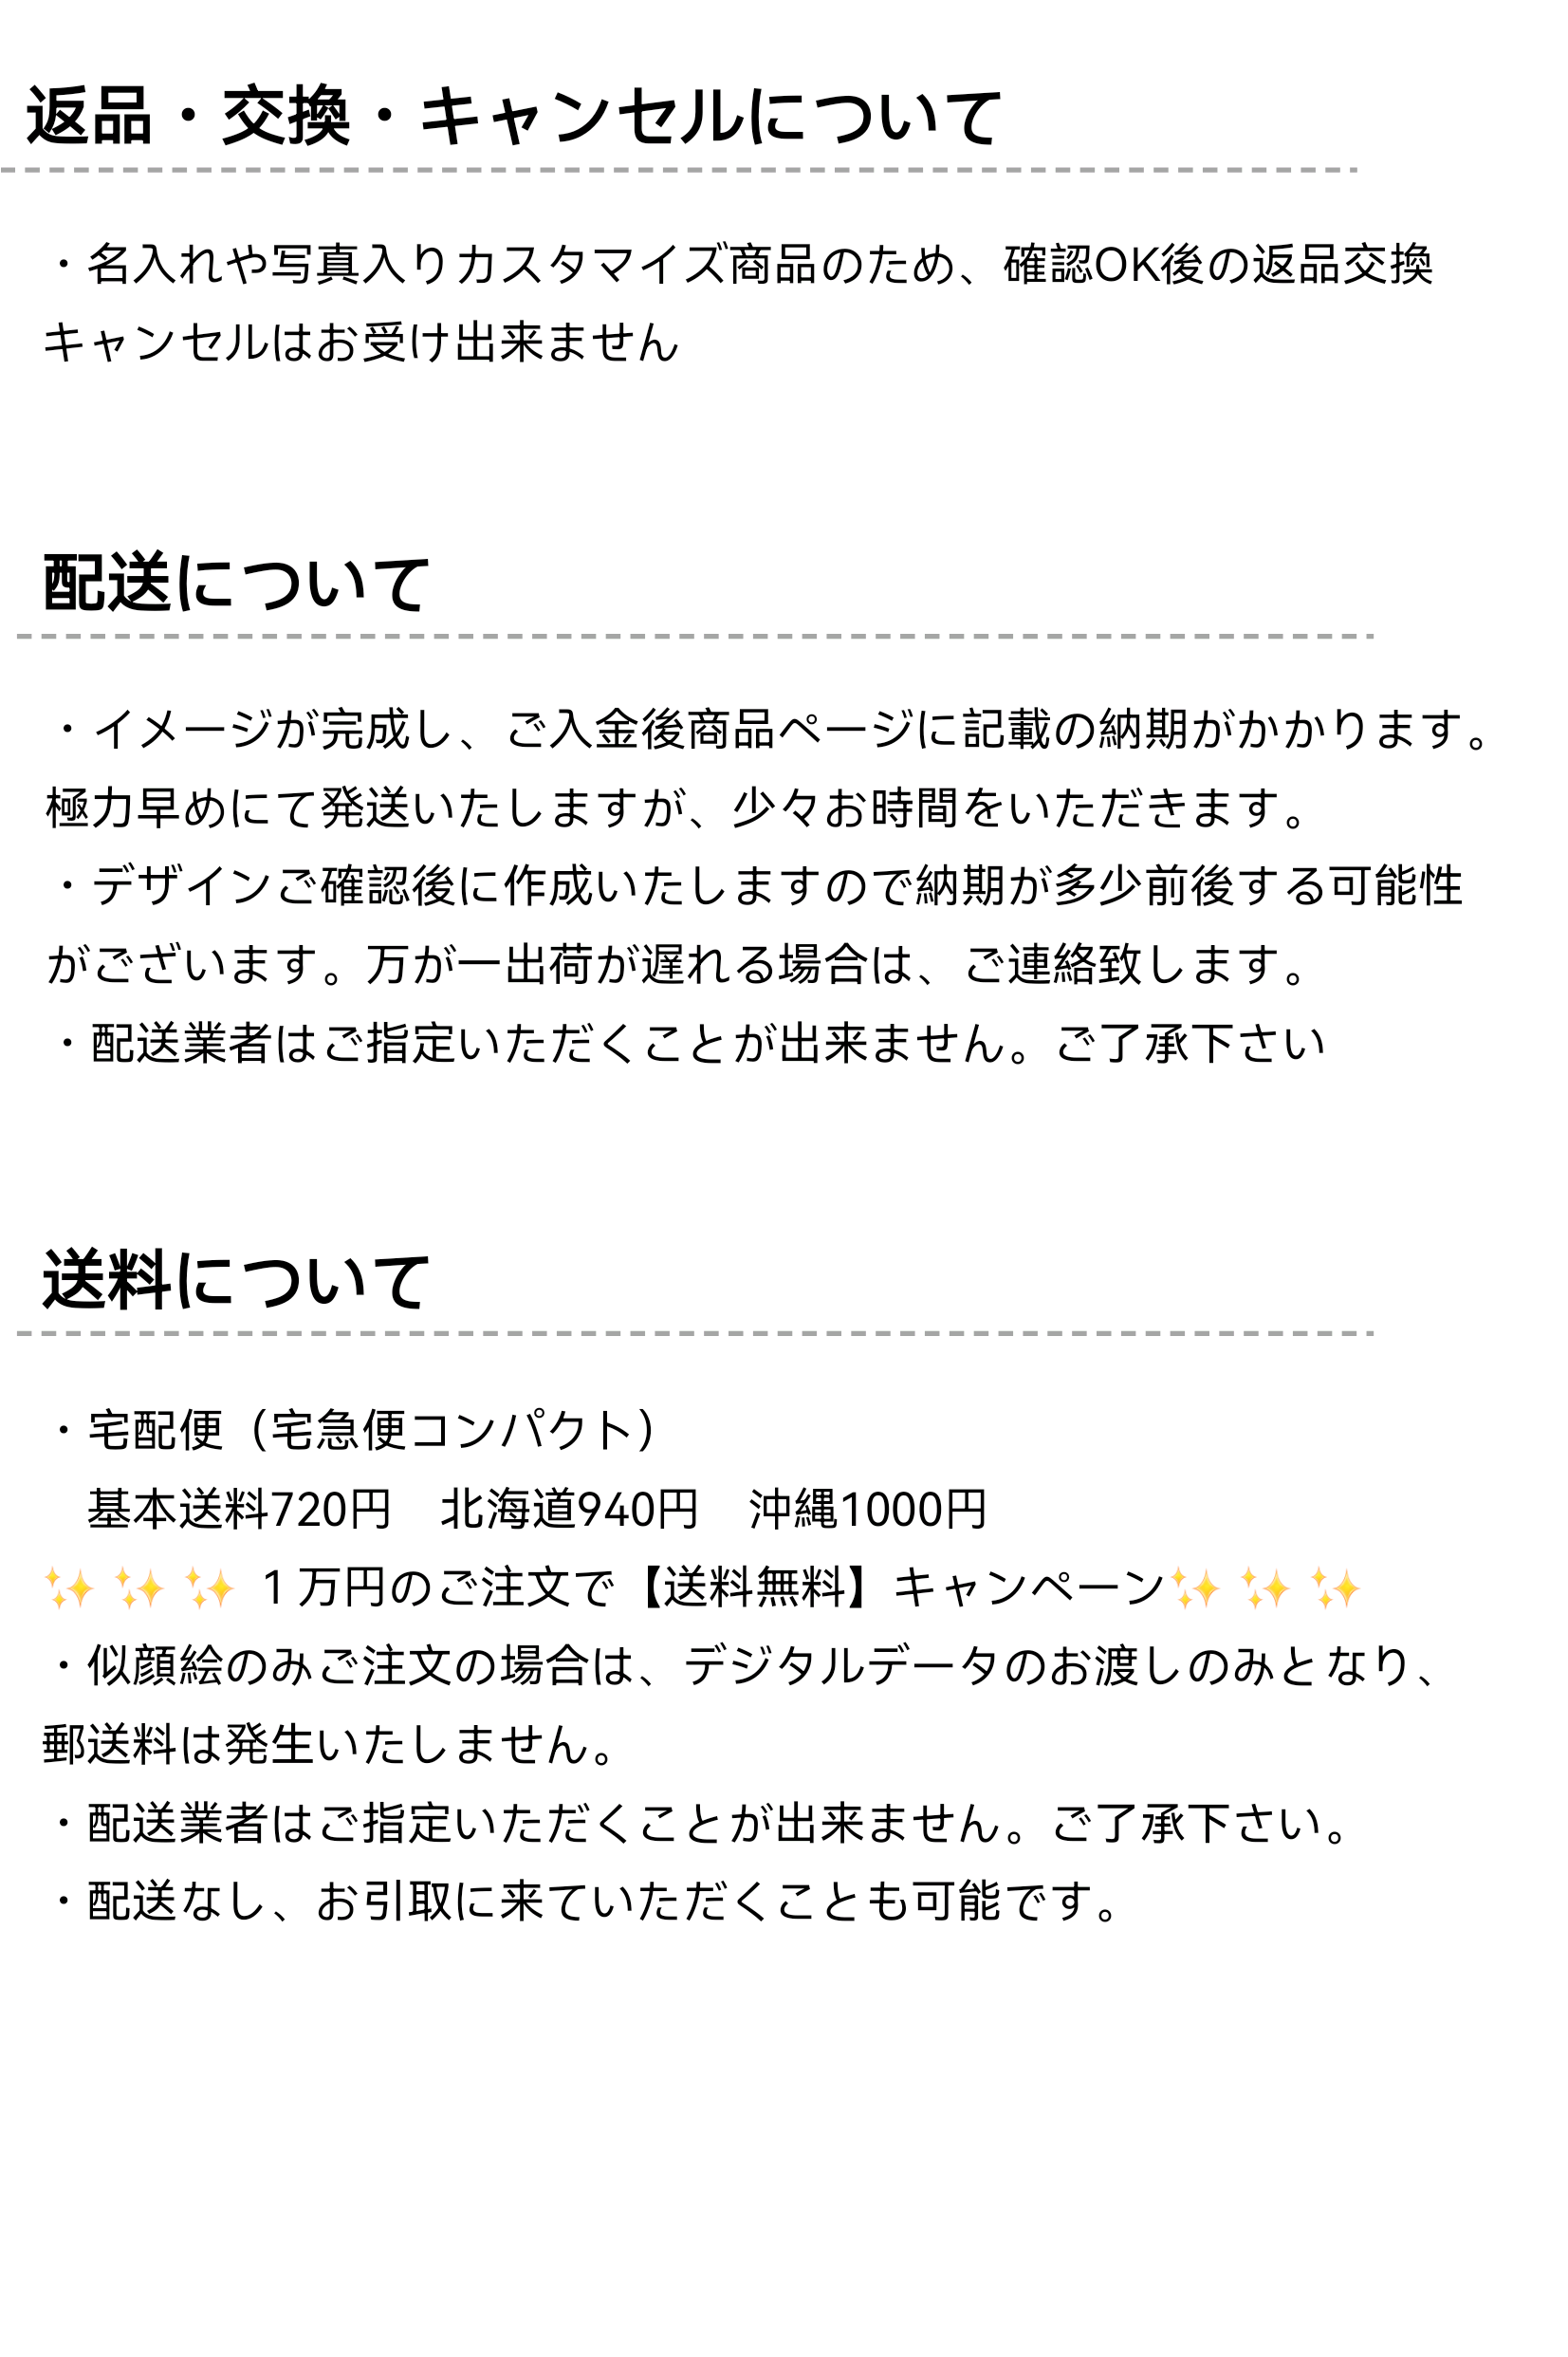 返品・交換・キャンセルについて
・名入れや写真入りカスタマイズ商品のため、確認OK後の返品交換
キャンセルはお受け出来ません
配送について
・イメージが完成し、ご入金後商品ページに記載の納期がかかります。
極力早めにて発送いたしますが、少々お時間をいただきます。
・デザインご確認後に作成いたしますので納期が多少前後する可能性
がございます。万が一出荷が遅れる場合は、ご連絡致します。
・配送業者はご指定いただくことが出来ません。ご了承下さい
送料について
・宅配便（宅急便コンパクト）
基本送料720円　北海道940円　沖縄1000円
✨✨✨１万円のご注文で【送料無料】キャンペーン✨✨✨
・似顔絵のみご注文の場合は、デジタルデータのお渡しのみとなり、
郵送料は発生いたしません。
・配送業者はご指定いただくことが出来ません。ご了承下さい。
・配送なし、お引取に来ていただくことも可能です。